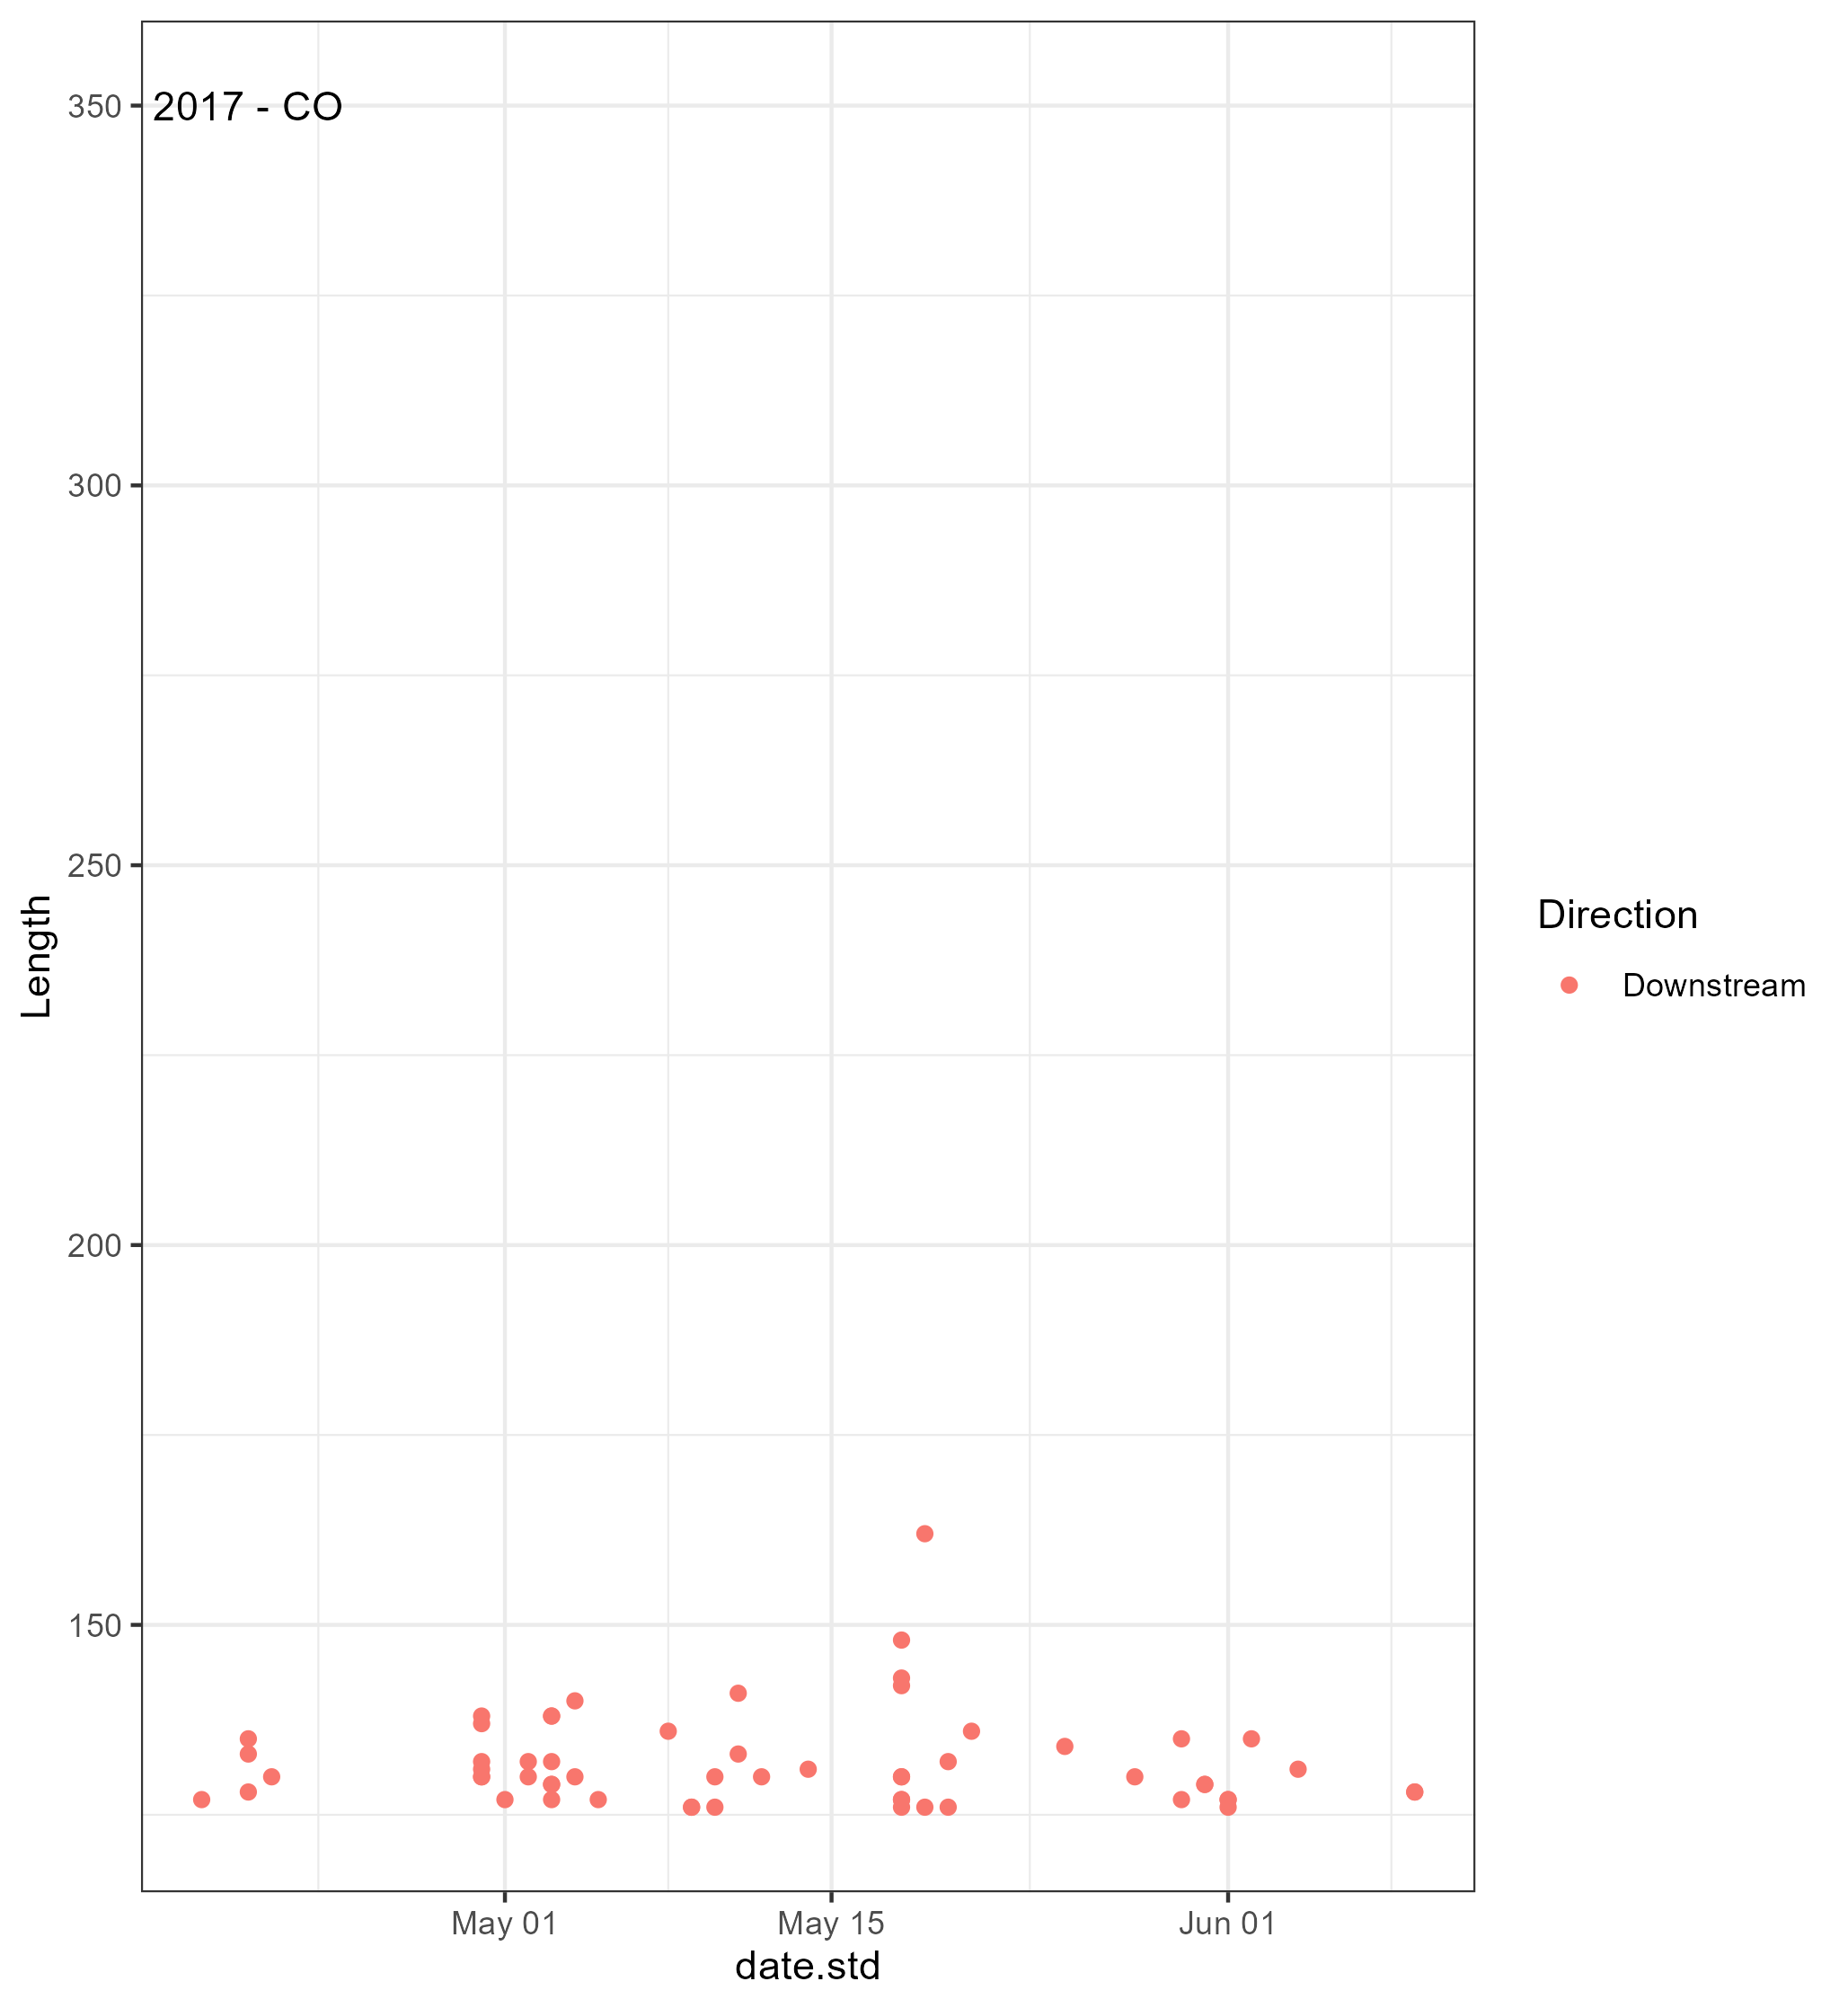 2017 - CO
350
300
250
200
150
Length
May 01
May 15
Jun 01
date.std
Direction
Downstream